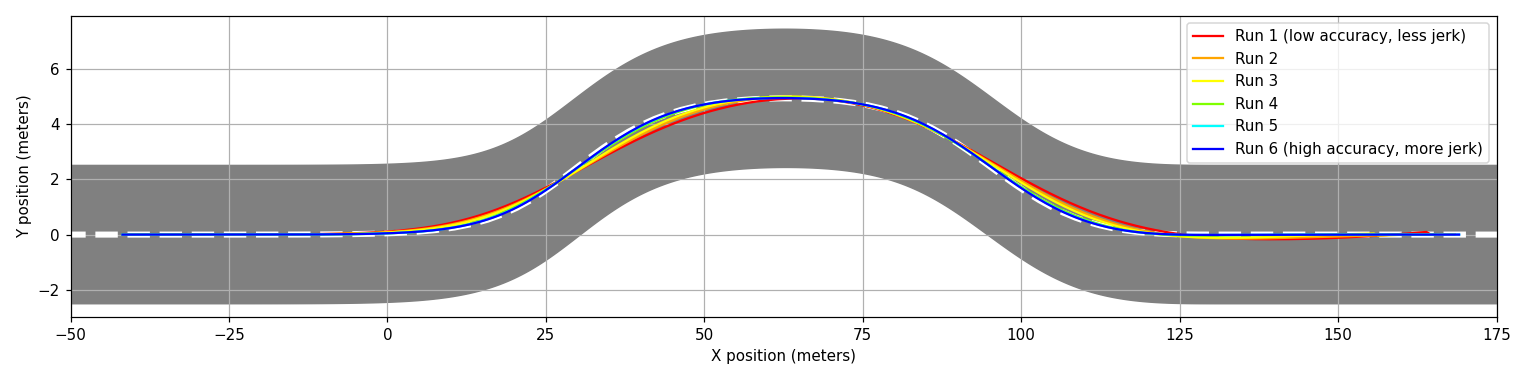 Run 1 (low accuracy, less jerk)
Run 2
Run 3
Run 4
Run 5
Run 6 (high accuracy, more jerk)
Y position (meters)
6
4
2
0
−2
−50
−25
0
25
50
75
100
125
150
175
X position (meters)